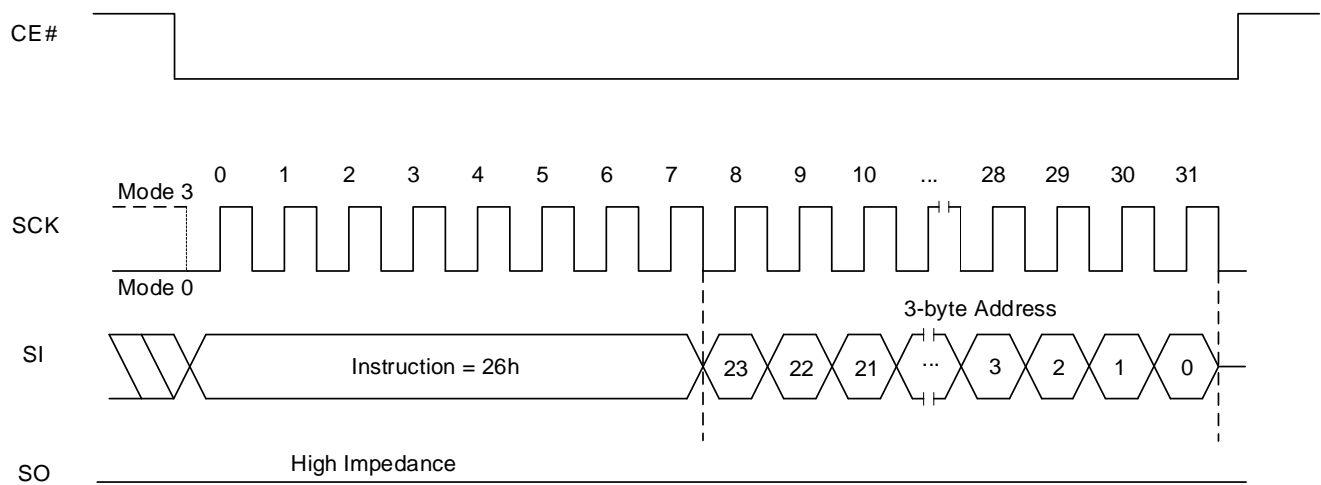 CE#
0 1 2 3 4 5 6 7 8 9 10 ... 28 29 30 31
Mode 3
SCK
Mode 0
3-byte Address
SI
Instruction = 26h
23 22 21 ... 3 2 1 0
High Impedance
SO